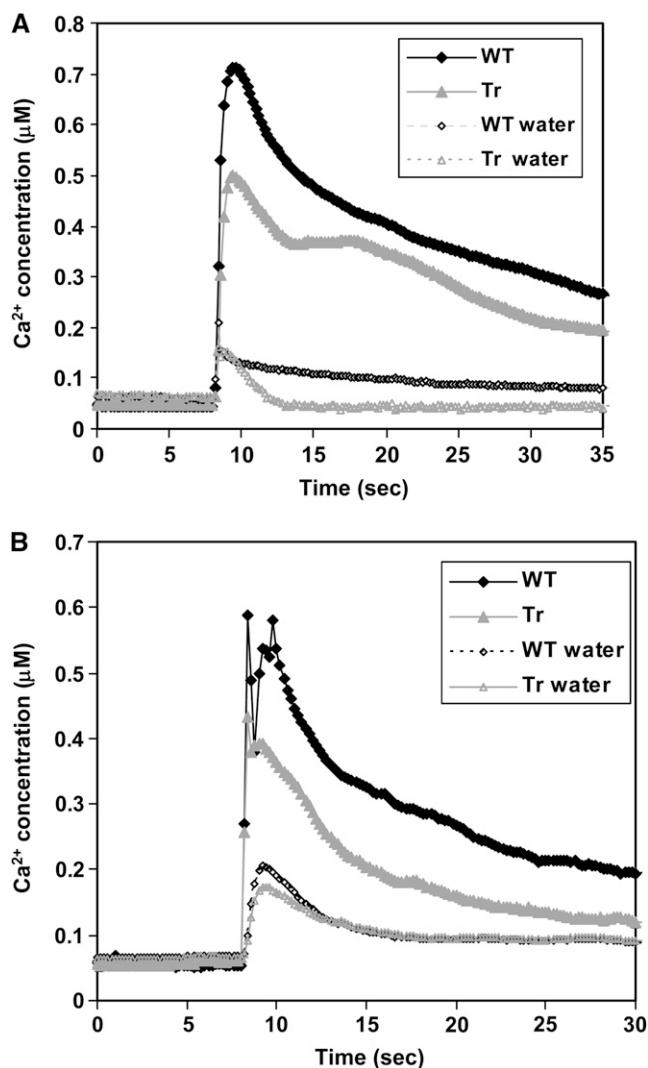 A
0.8
0.7
0.6
0.5
0.4
0.3
0.2
0.1
0
Ca²⁺ concentration (μM)
WT
Tr
WT water
Tr water
0 5 10 15 20 25 30 35
Time (sec)
B
0.7
0.6
0.5
0.4
0.3
0.2
0.1
0
Ca²⁺ concentration (μM)
WT
Tr
WT water
Tr water
0 5 10 15 20 25 30
Time (sec)